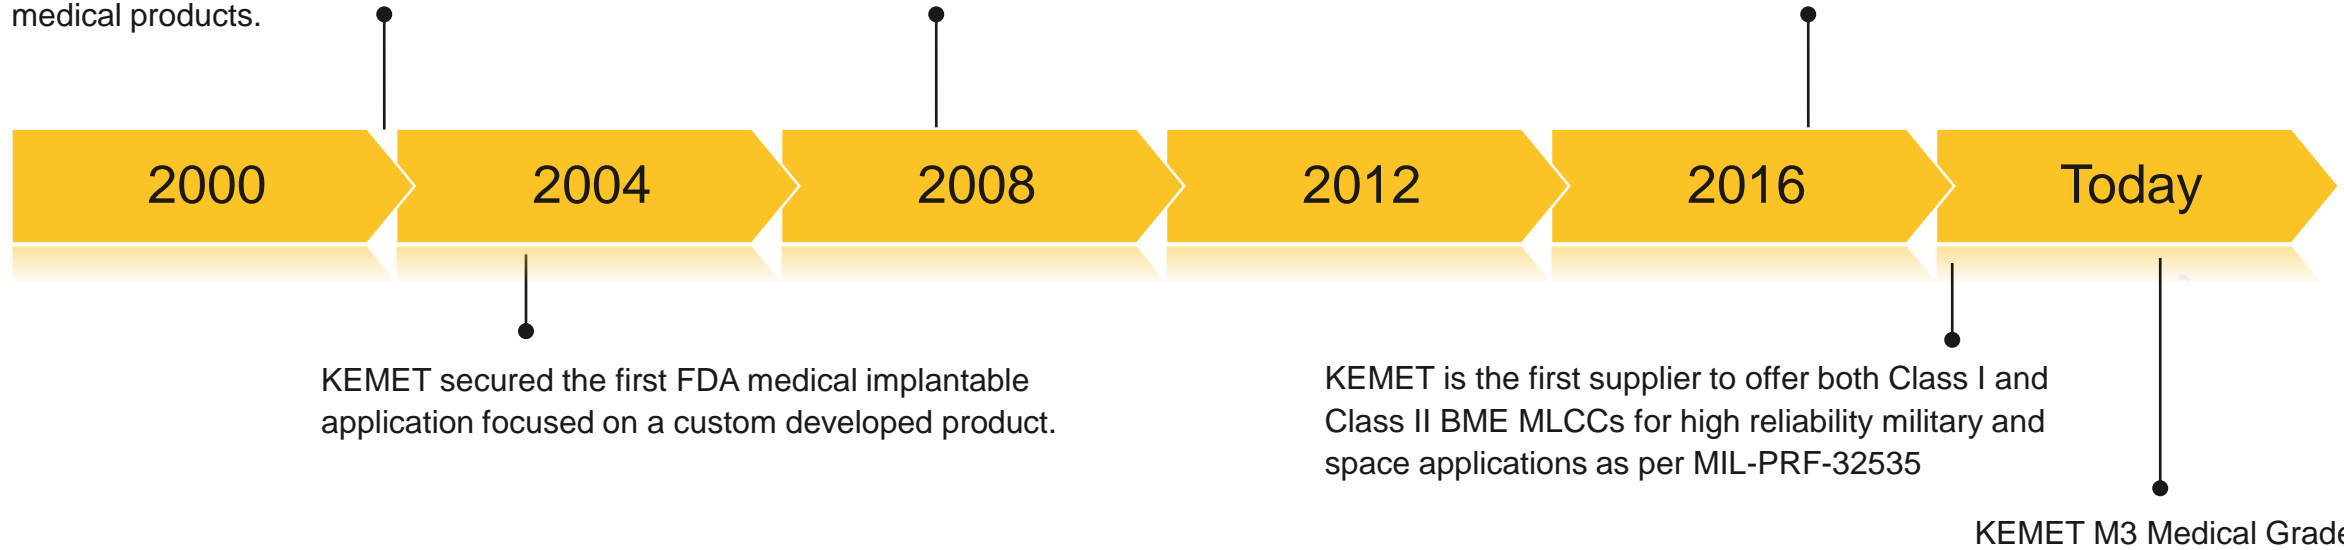 medical products.
2000
2004
2008
2012
2016
Today
KEMET secured the first FDA medical implantable
application focused on a custom developed product.
KEMET is the first supplier to offer both Class I and
Class II BME MLCCs for high reliability military and
space applications as per MIL-PRF-32535
KEMET M3 Medical Grade